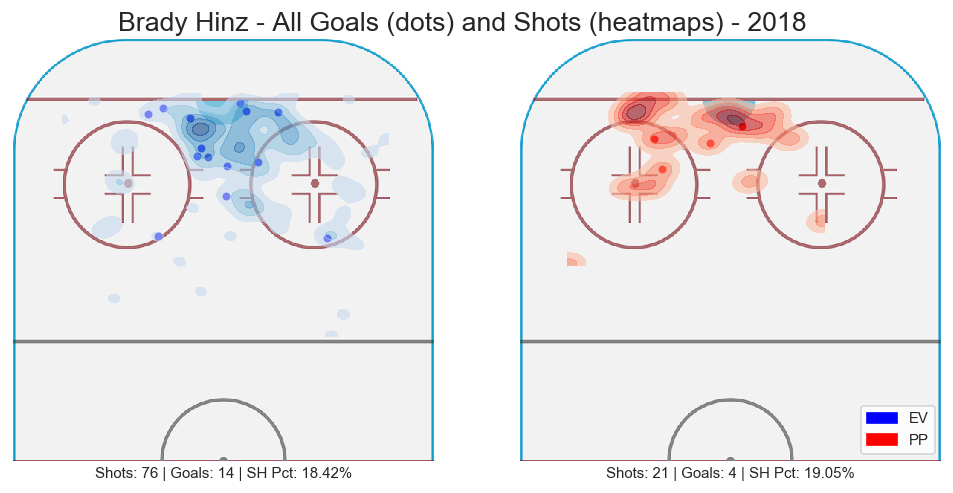 Brady Hinz - All Goals (dots) and Shots (heatmaps) - 2018
EV
PP
Shots: 76 | Goals: 14 | SH Pct: 18.42%
Shots: 21 | Goals: 4 | SH Pct: 19.05%